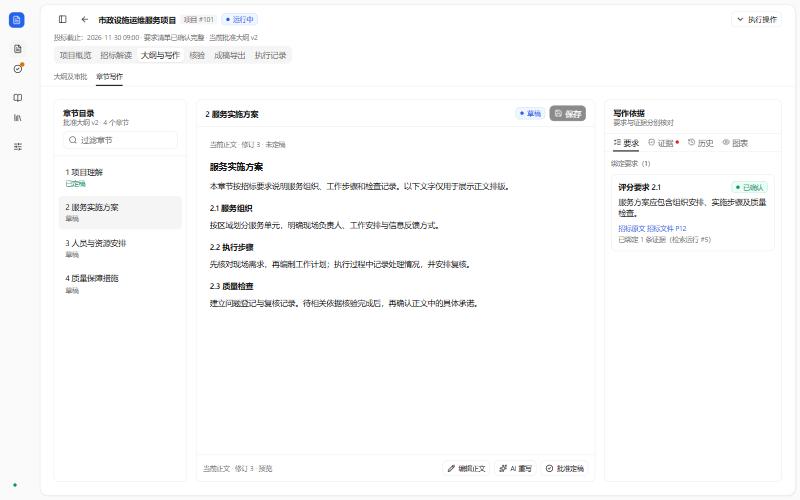 市政设施运维服务项目 项目 #101 运行中 执行操作
投标截止：2026-11-30 09:00 · 要求清单已确认完整 · 当前批准大纲 v2
项目概览 招标解读 大纲与写作 核验 成稿导出 执行记录
大纲及审批 章节写作
章节目录
批准大纲 v2 · 4 个章节
过滤章节
1 项目理解
已定稿
2 服务实施方案
草稿
3 人员与资源安排
草稿
4 质量保障措施
草稿
2 服务实施方案 草稿 保存
当前正文 · 修订 3 · 未定稿
服务实施方案
本章节按招标要求说明服务组织、工作步骤和检查记录。以下文字仅用于展示正文排版。
2.1 服务组织
按区域划分服务单元，明确现场负责人、工作安排与信息反馈方式。
2.2 执行步骤
先核对现场需求，再编制工作计划；执行过程中记录处理情况，并安排复核。
2.3 质量检查
建立问题登记与复核记录。待相关依据核验完成后，再确认正文中的具体承诺。
当前正文 · 修订 3 · 预览 编辑正文 AI 重写 批准定稿
写作依据
要求与证据分别核对
要求 证据 历史 图表
绑定要求（1）
评分要求 2.1 已确认
服务方案应包含组织安排、实施步骤及质量
检查。
招标原文 招标文件 P12
已绑定 1 条证据（检索运行 #5）